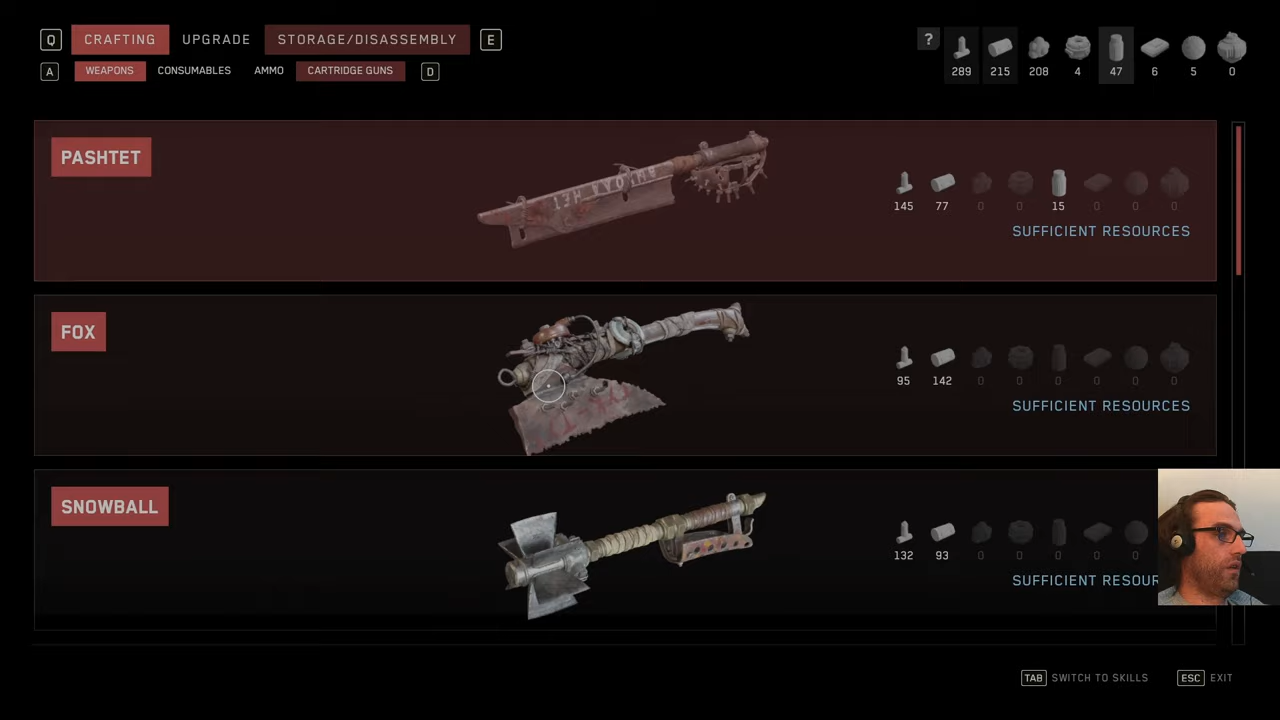 Q CRAFTING UPGRADE STORAGE/DISASSEMBLY E
A WEAPONS CONSUMABLES AMMO CARTRIDGE GUNS D
?
289 215 208 4 47 6 5 0
PASHTET
145 77 0 0 15 0 0 0
SUFFICIENT RESOURCES
FOX
95 142 0 0 0 0 0 0
SUFFICIENT RESOURCES
SNOWBALL
132 93 0 0 0 0 0
SUFFICIENT RESOUR
TAB SWITCH TO SKILLS ESC EXIT